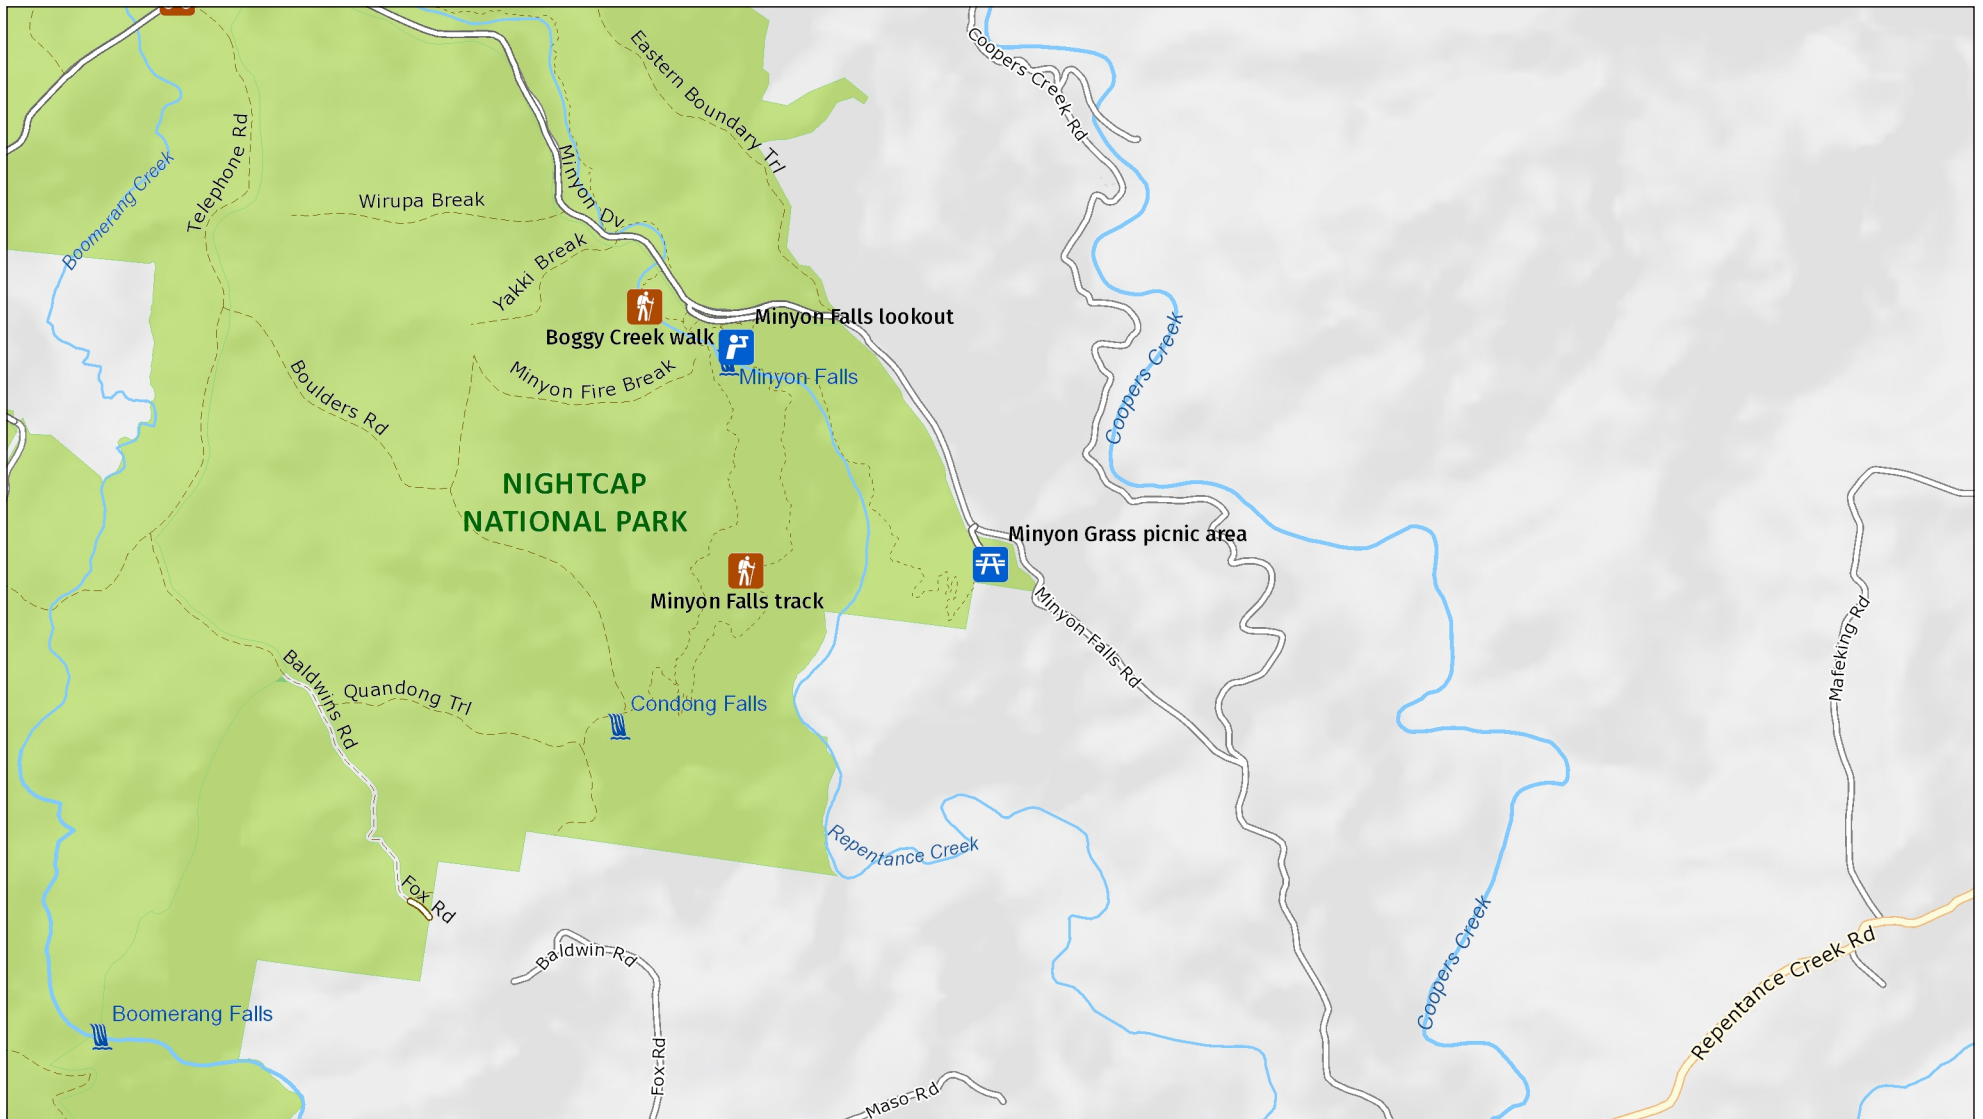 Coopers Creek Rd
Eastern Boundary Trl
Telephone Rd
Boomerang Creek
Minyon Dv
Wirupa Break
Yakki Break
Minyon Falls lookout
Boggy Creek walk
Minyon Falls
Minyon Fire Break
Boulders Rd
Coopers Creek
NIGHTCAP
NATIONAL PARK
Minyon Grass picnic area
Minyon Falls track
Minyon Falls Rd
Mafeking Rd
Baldwins Rd
Quandong Trl
Condong Falls
Repentance Creek
Fox Rd
Baldwin Rd
Coopers Creek
Repentance Creek Rd
Boomerang Falls
Fox Rd
Maso Rd